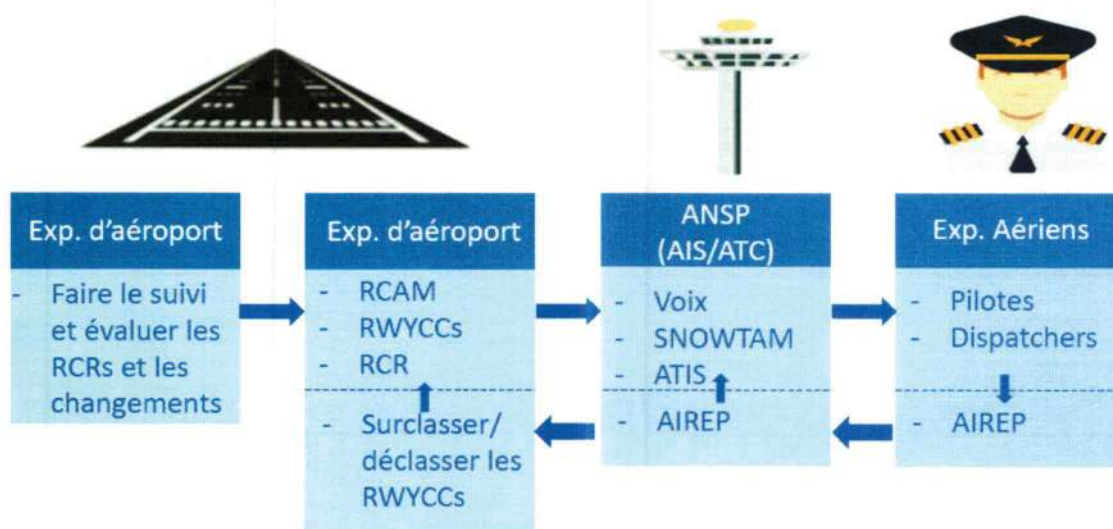 Exp. d'aéroport
- Faire le suivi
et évaluer les
RCRs et les
changements
Exp. d'aéroport
- RCAM
- RWYCCs
- RCR
- Surclasser/
déclasser les
RWYCCs
ANSP
(AIS/ATC)
- Voix
- SNOWTAM
- ATIS
- AIREP
Exp. Aériens
- Pilotes
- Dispatchers
- AIREP